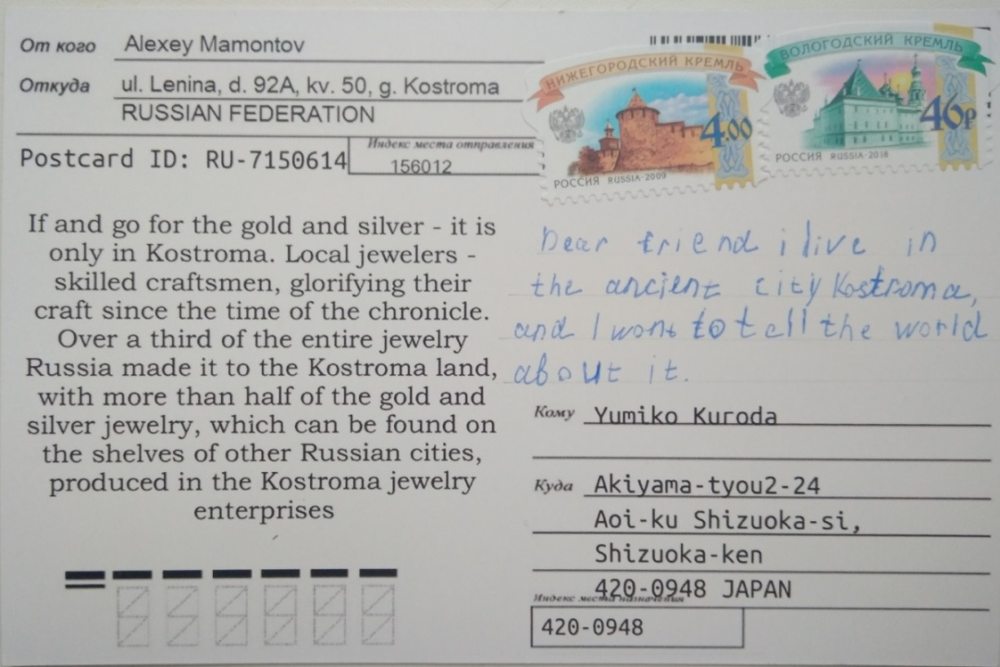 От кого Alexey Mamontov
Откуда ul. Lenina, d. 92A, kv. 50, g. Kostroma
RUSSIAN FEDERATION
Postcard ID: RU-7150614
Индекс места отправления
156012
НИЖЕГОРОДСКИЙ КРЕМЛЬ
4.00
РОССИЯ RUSSIA-2009
ВОЛОГОДСКИЙ КРЕМЛЬ
46р
РОССИЯ RUSSIA-2018
If and go for the gold and silver - it is
only in Kostroma. Local jewelers -
skilled craftsmen, glorifying their
craft since the time of the chronicle.
Over a third of the entire jewelry
Russia made it to the Kostroma land,
with more than half of the gold and
silver jewelry, which can be found on
the shelves of other Russian cities,
produced in the Kostroma jewelry
enterprises
Dear friend i live in
the ancient city Kostroma,
and I wont to tell the world
about it.
Кому Yumiko Kuroda
Куда Akiyama-tyou2-24
Aoi-ku Shizuoka-si,
Shizuoka-ken
420-0948 JAPAN
Индекс места назначения
420-0948